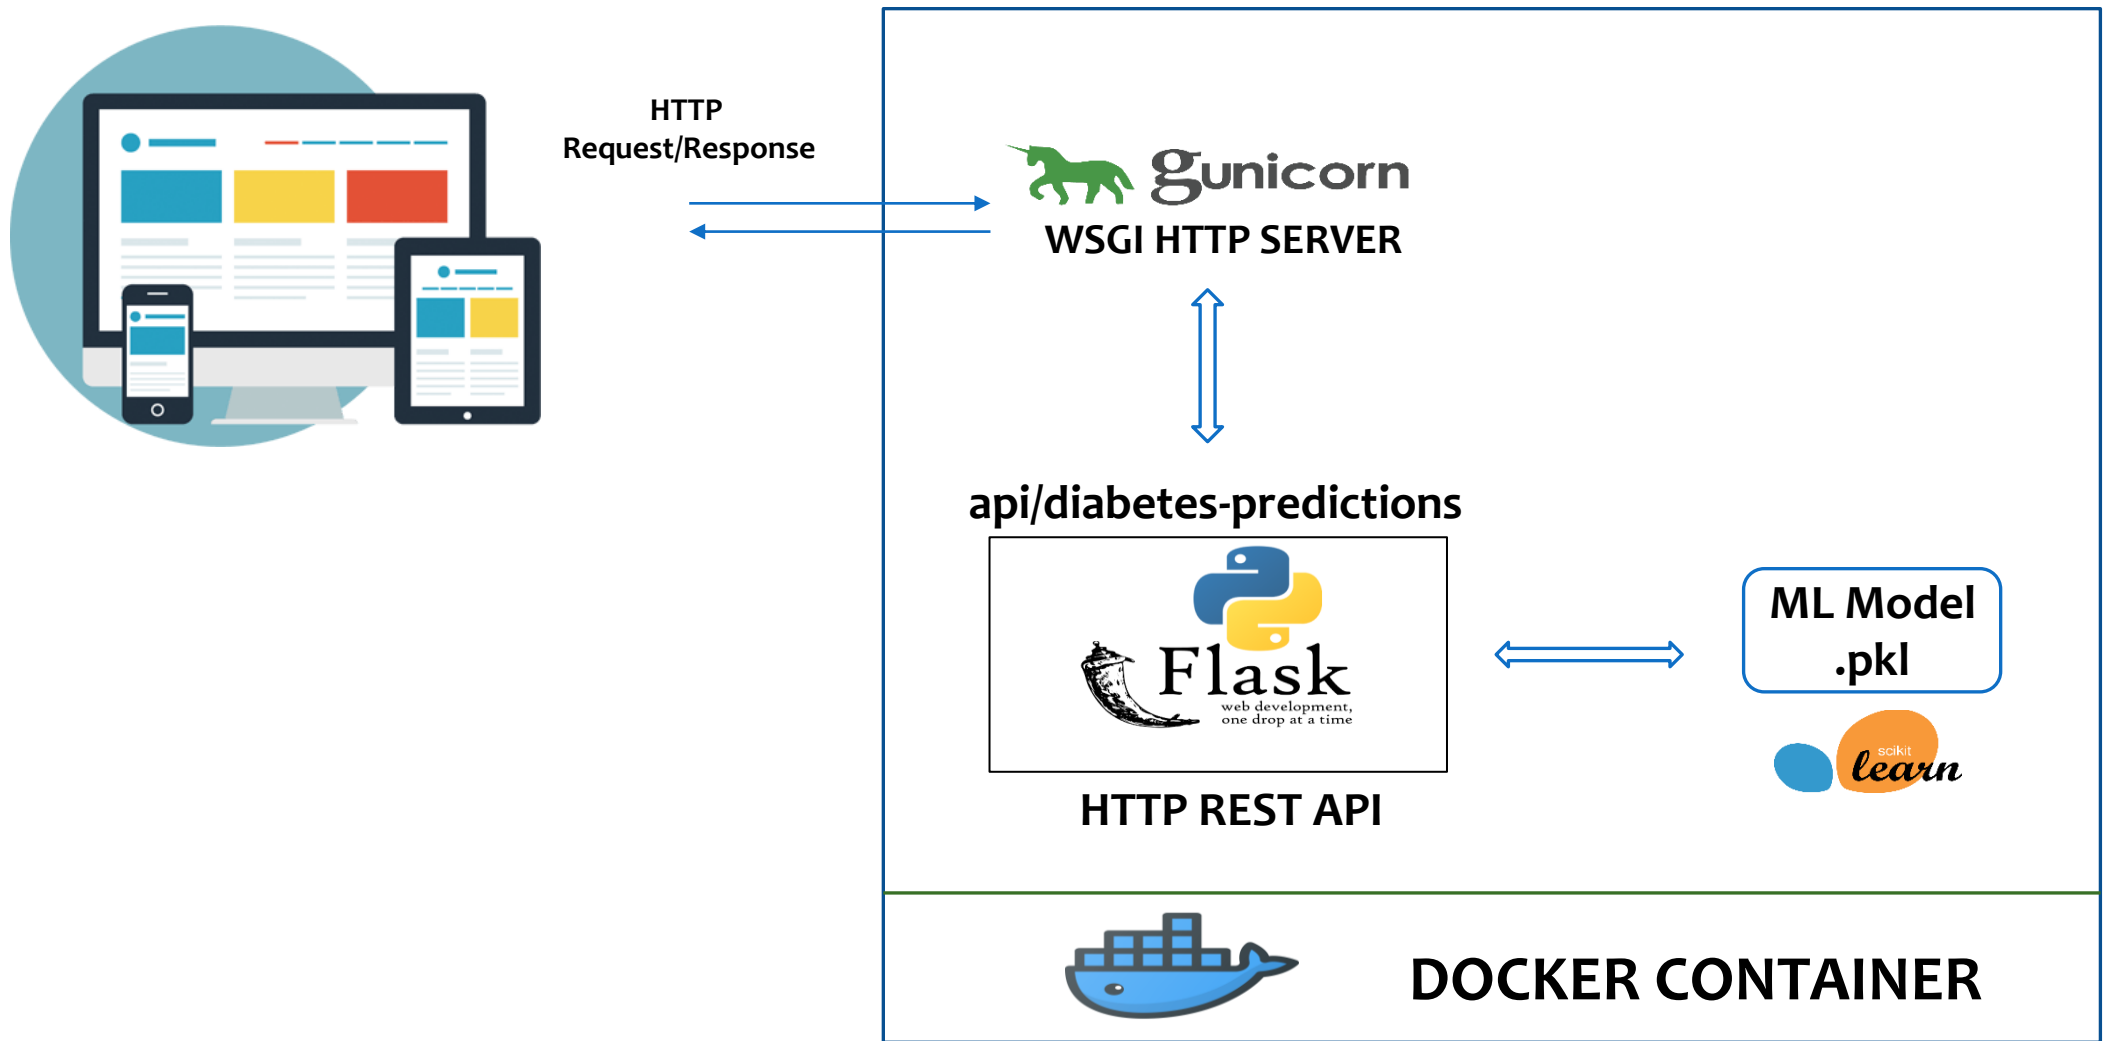 HTTP
Request/Response
gunicorn
WSGI HTTP SERVER
api/diabetes-predictions
Flask
web development,
one drop at a time
HTTP REST API
ML Model
.pkl
scikit
learn
DOCKER CONTAINER